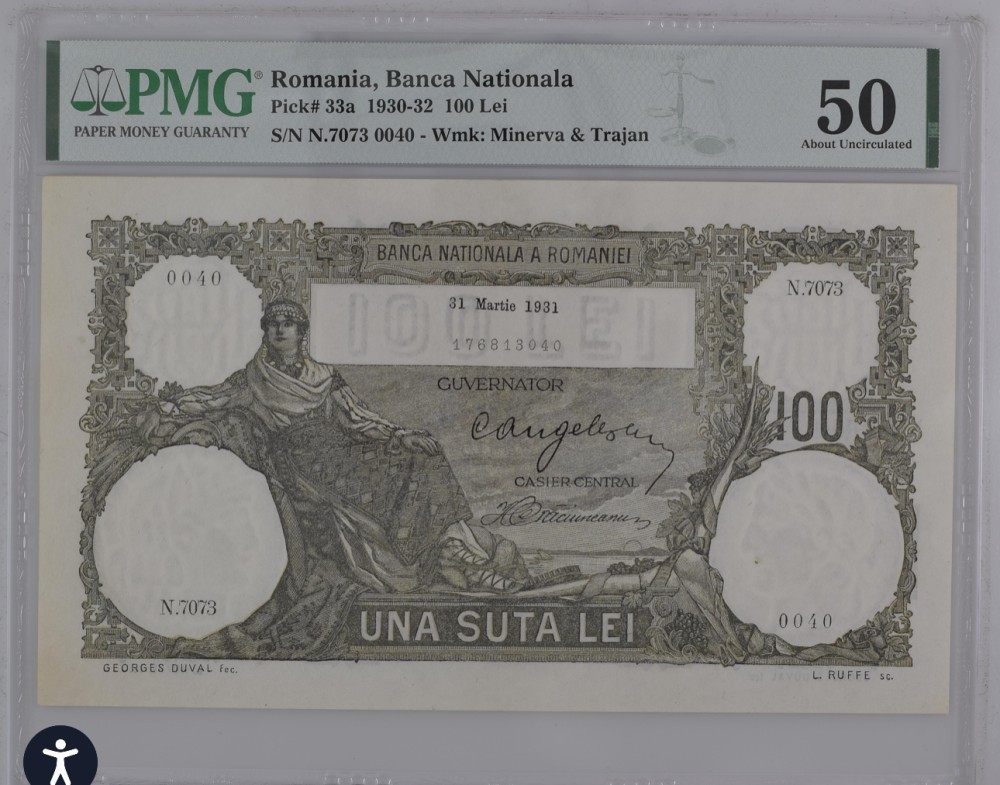 PMG®
PAPER MONEY GUARANTY
Romania, Banca Nationala
Pick# 33a 1930-32 100 Lei
S/N N.7073 0040 - Wmk: Minerva & Trajan
50
About Uncirculated
BANCA NATIONALA A ROMANIEI
0040
N.7073
31 Martie 1931
176813040
GUVERNATOR
100
CASIER CENTRAL
N.7073
0040
UNA SUTA LEI
GEORGES DUVAL fec.
L. RUFFE sc.